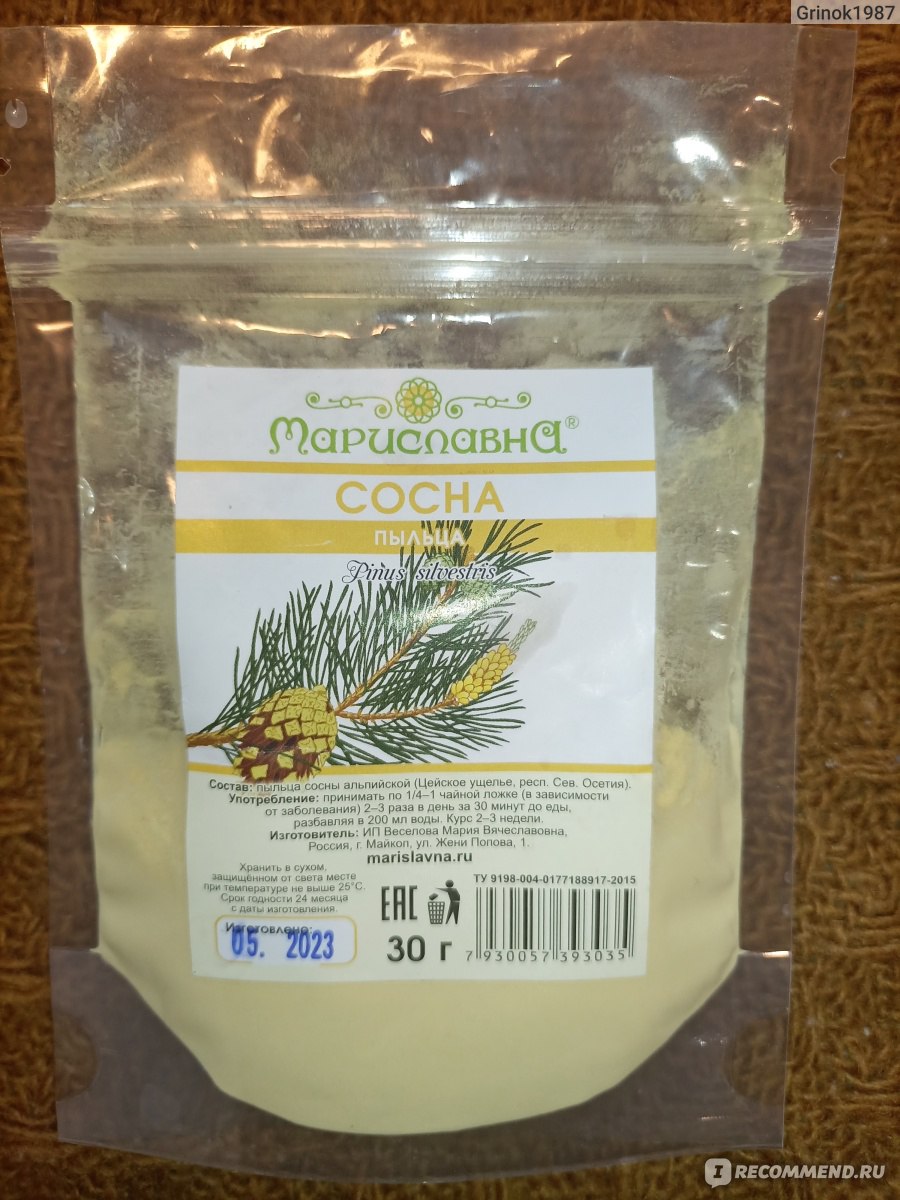 Grinok1987
Мариславна®
СОСНА
ПЫЛЬЦА
Pinus silvestris
Состав: пыльца сосны альпийской (Цейское ущелье, респ. Сев. Осетия).
Употребление: принимать по 1/4–1 чайной ложке (в зависимости
от заболевания) 2–3 раза в день за 30 минут до еды,
разбавляя в 200 мл воды. Курс 2–3 недели.
Изготовитель: ИП Веселова Мария Вячеславовна,
Россия, г. Майкоп, ул. Жени Попова, 1.
marislavna.ru
Хранить в сухом,
защищённом от света месте
при температуре не выше 25°С.
Срок годности 24 месяца
с даты изготовления.
Изготовлено:
05. 2023
ТУ 9198-004-0177188917-2015
EAC
30 г
7 930057 393035
IRECOMMEND.RU